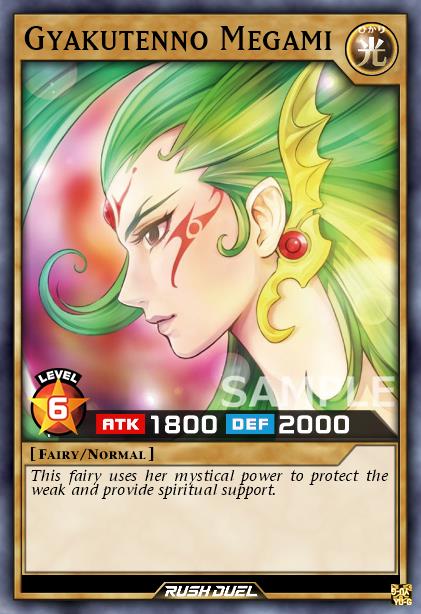 Gyakutenno Megami
ひかり
光
SAMPLE
LEVEL
6
ATK 1800 DEF 2000
[Fairy/Normal]
This fairy uses her mystical power to protect the
weak and provide spiritual support.
RUSH DUEL